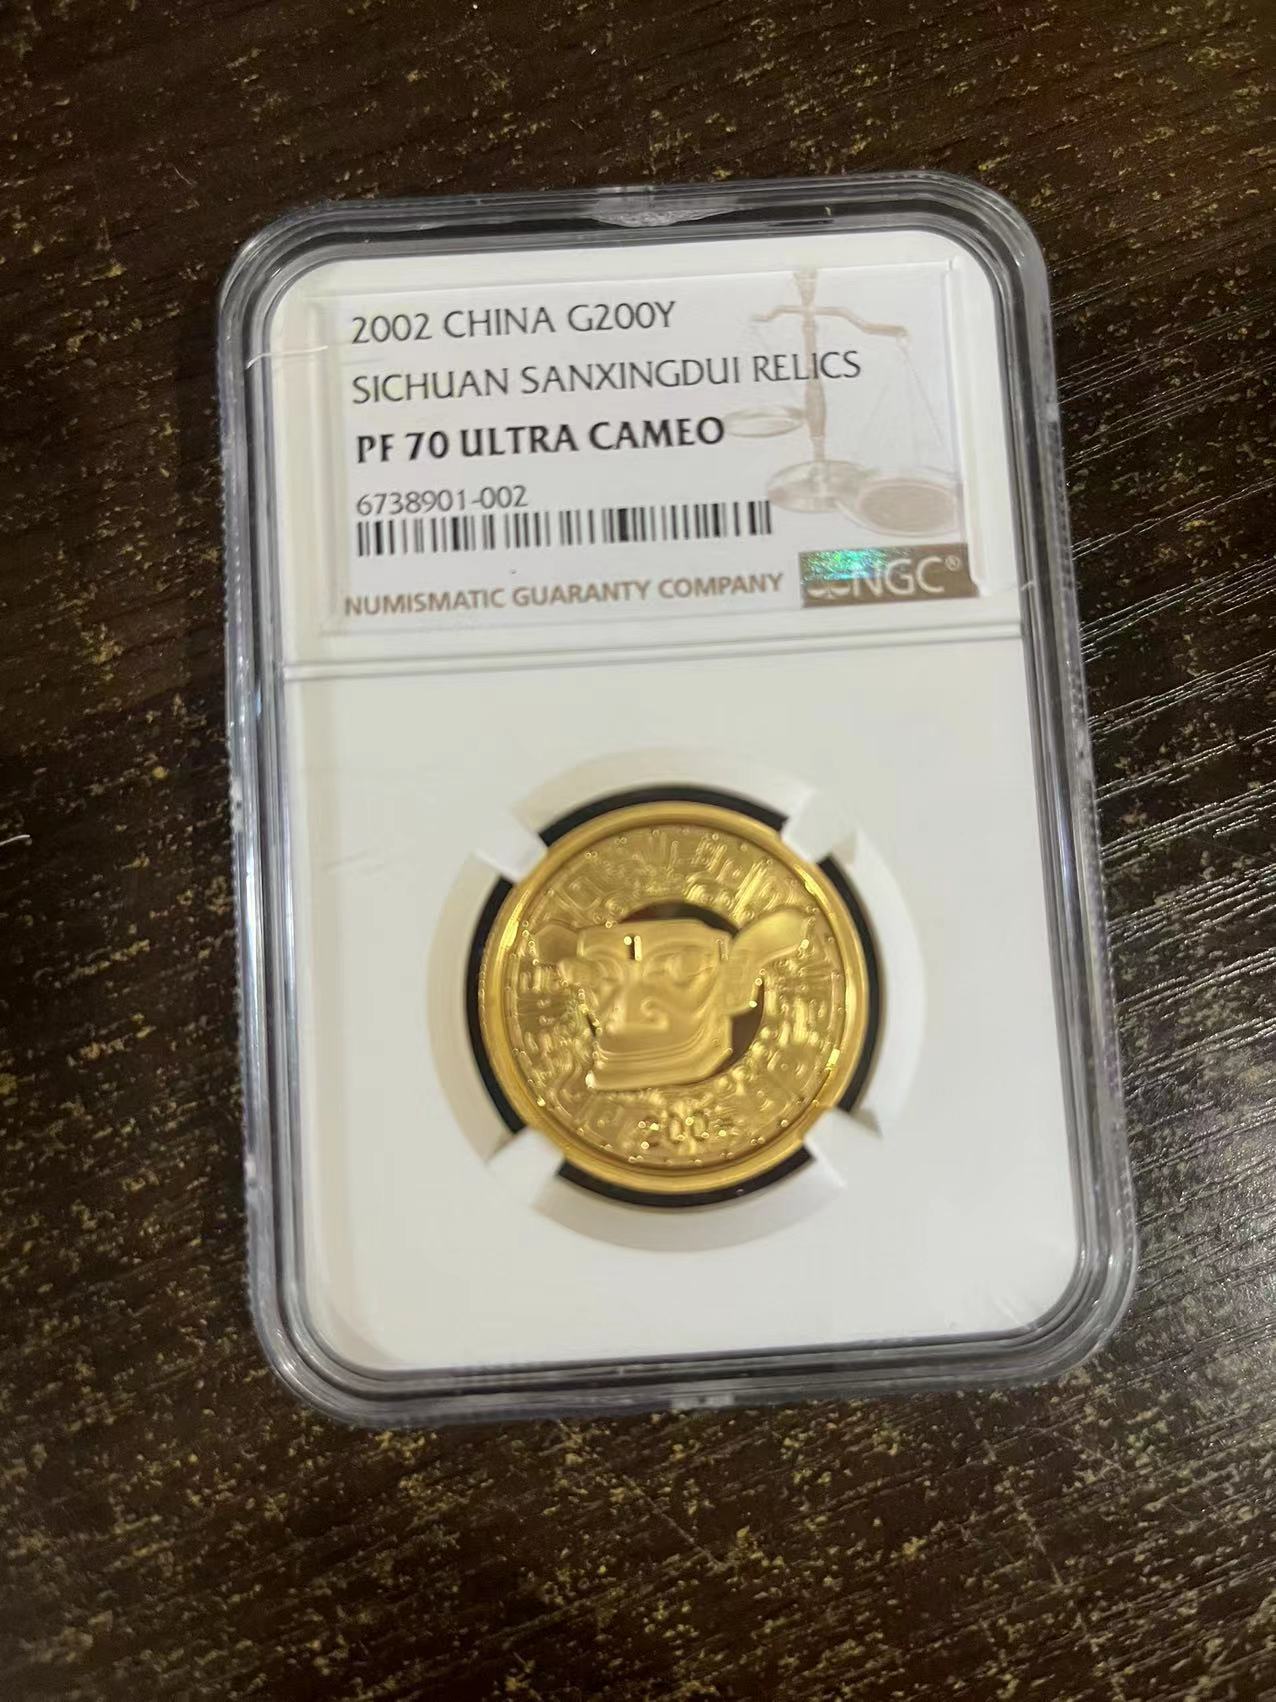 2002 CHINA G200Y
SICHUAN SANXINGDUI RELICS
PF 70 ULTRA CAMEO
6738901-002
NUMISMATIC GUARANTY COMPANY
NGC®